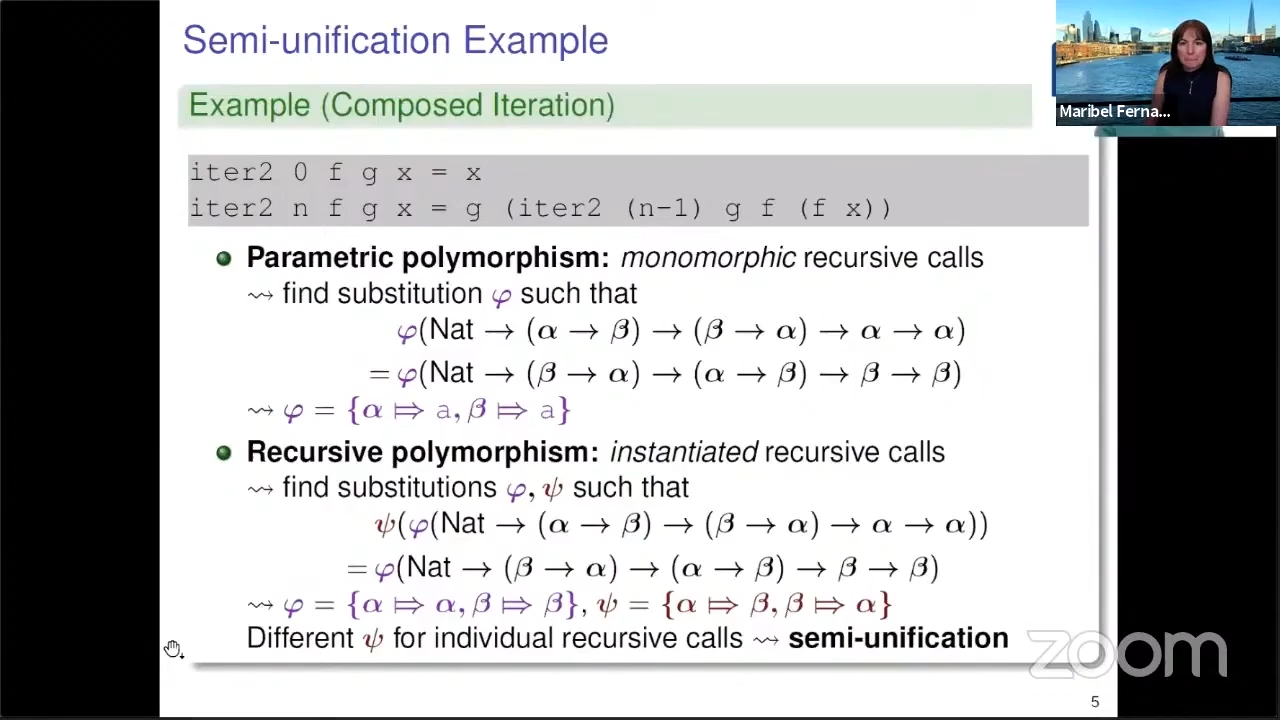 Semi-unification Example
Example (Composed Iteration)
Maribel Ferna...
iter2 0 f g x = x
iter2 n f g x = g (iter2 (n-1) g f (f x))
Parametric polymorphism: monomorphic recursive calls
⇝ find substitution φ such that
φ(Nat → (α → β) → (β → α) → α → α)
= φ(Nat → (β → α) → (α → β) → β → β)
⇝ φ = {α ⤇ a, β ⤇ a}
Recursive polymorphism: instantiated recursive calls
⇝ find substitutions φ, ψ such that
ψ(φ(Nat → (α → β) → (β → α) → α → α))
= φ(Nat → (β → α) → (α → β) → β → β)
⇝ φ = {α ⤇ α, β ⤇ β}, ψ = {α ⤇ β, β ⤇ α}
Different ψ for individual recursive calls ⇝ semi-unification
zoom
5